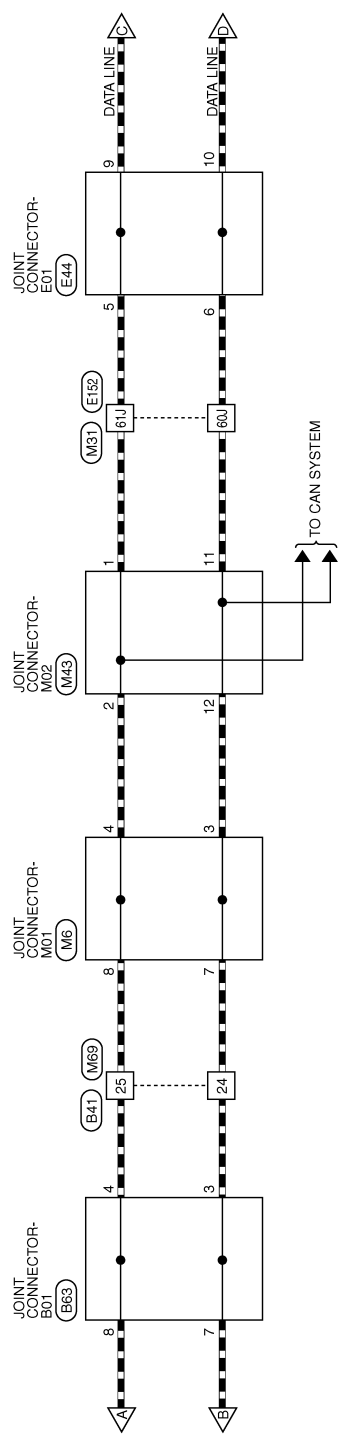 C
D
DATA LINE
DATA LINE
9
10
JOINT
CONNECTOR-
E01
E44
5
6
E152
M31
61J
60J
TO CAN SYSTEM
1
11
JOINT
CONNECTOR-
M02
M43
2
12
4
3
JOINT
CONNECTOR-
M01
M6
8
7
M69
B41
25
24
4
3
JOINT
CONNECTOR-
B01
B63
8
7
A
B